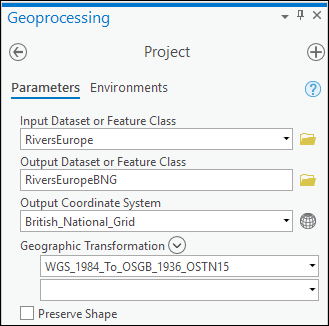 Geoprocessing
Project
Parameters Environments
Input Dataset or Feature Class
RiversEurope
Output Dataset or Feature Class
RiversEuropeBNG
Output Coordinate System
British_National_Grid
Geographic Transformation
WGS_1984_To_OSGB_1936_OSTN15
Preserve Shape